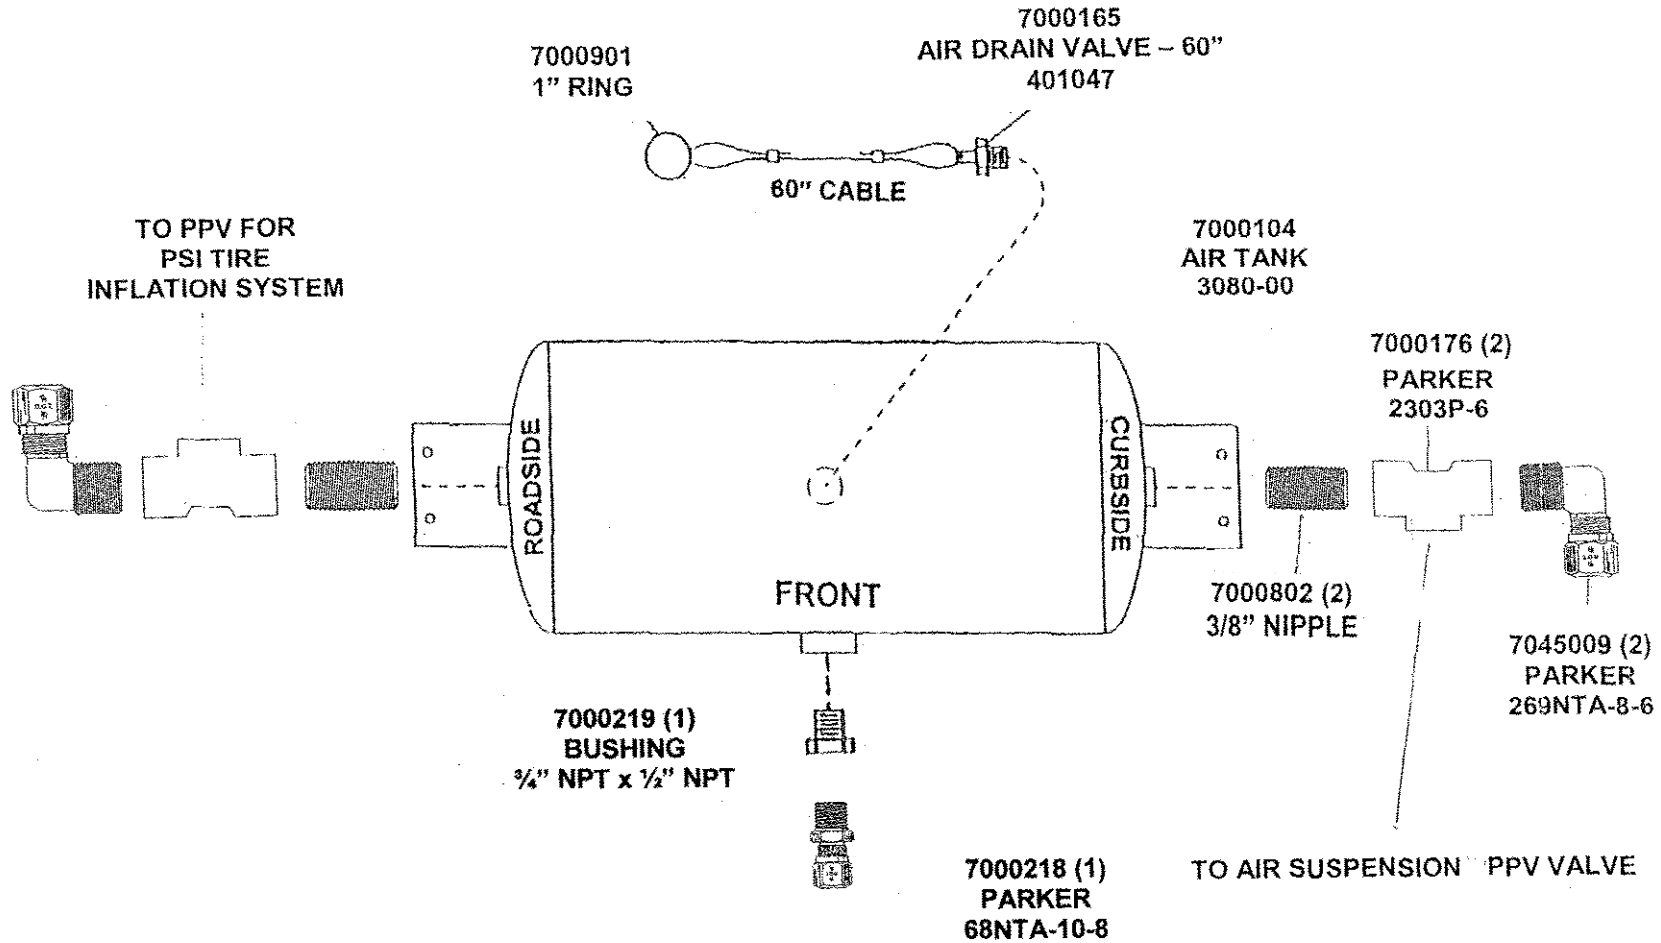 7000165
AIR DRAIN VALVE – 60"
401047
7000901
1" RING
60" CABLE
TO PPV FOR
PSI TIRE
INFLATION SYSTEM
7000104
AIR TANK
3080-00
7000176 (2)
PARKER
2303P-6
ROADSIDE
CURBSIDE
FRONT
7000802 (2)
3/8" NIPPLE
7045009 (2)
PARKER
269NTA-8-6
7000219 (1)
BUSHING
¾" NPT x ½" NPT
7000218 (1)
PARKER
68NTA-10-8
TO AIR SUSPENSION PPV VALVE